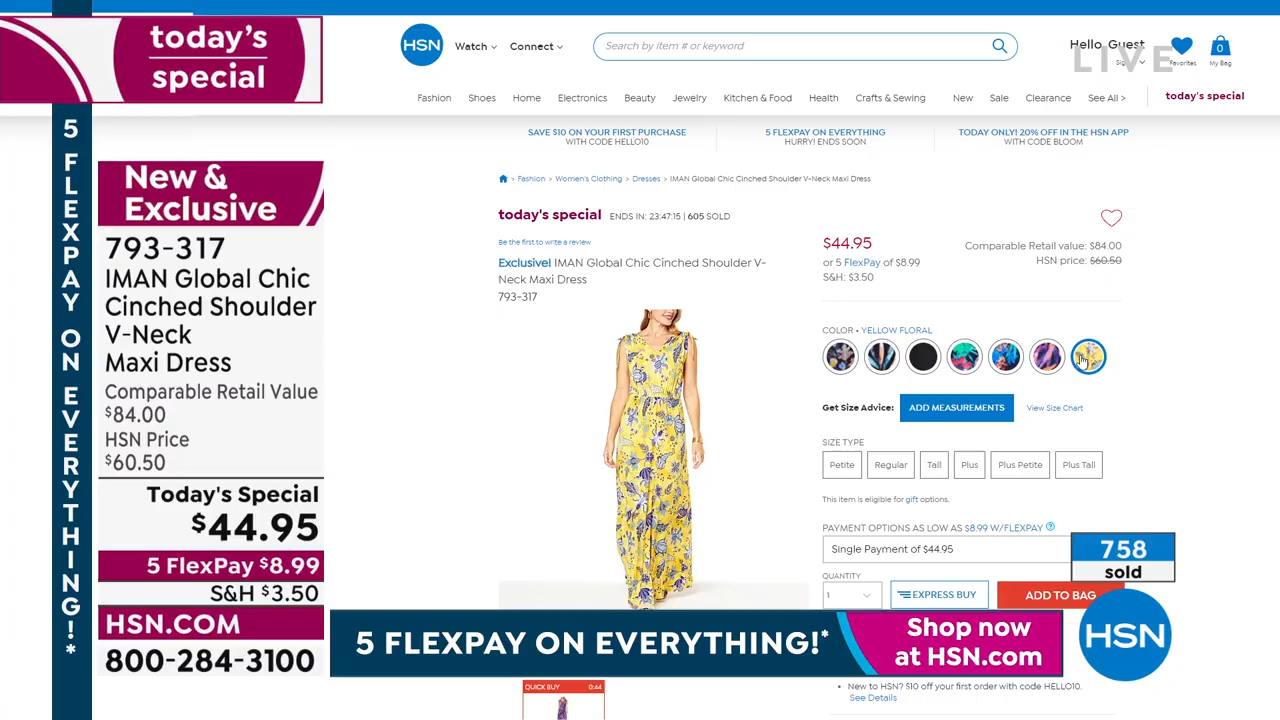 today's
special
5 FLEXPAY ON EVERYTHING!*
New &
Exclusive
793-317
IMAN Global Chic
Cinched Shoulder
V-Neck
Maxi Dress
Comparable Retail Value
$84.00
HSN Price
$60.50
Today's Special
$44.95
5 FlexPay $8.99
S&H $3.50
HSN.COM
800-284-3100
HSN
Watch
Connect
Search by item # or keyword
Hello, Guest
LIVE
Favorites
0
My Bag
Fashion Shoes Home Electronics Beauty Jewelry Kitchen & Food Health Crafts & Sewing New Sale Clearance See All > today's special
SAVE $10 ON YOUR FIRST PURCHASE
WITH CODE HELLO10
5 FLEXPAY ON EVERYTHING
HURRY! ENDS SOON
TODAY ONLY! 20% OFF IN THE HSN APP
WITH CODE BLOOM
> Fashion > Women's Clothing > Dresses > IMAN Global Chic Cinched Shoulder V-Neck Maxi Dress
today's special ENDS IN: 23:47:15 | 605 SOLD
Be the first to write a review
Exclusive! IMAN Global Chic Cinched Shoulder V-
Neck Maxi Dress
793-317
$44.95
or 5 FlexPay of $8.99
S&H: $3.50
Comparable Retail value: $84.00
HSN price: $60.50
COLOR • YELLOW FLORAL
Get Size Advice: ADD MEASUREMENTS View Size Chart
SIZE TYPE
Petite Regular Tall Plus Plus Petite Plus Tall
This item is eligible for gift options.
PAYMENT OPTIONS AS LOW AS $8.99 W/FLEXPAY ?
Single Payment of $44.95
758
sold
QUANTITY
1
EXPRESS BUY
ADD TO BAG
5 FLEXPAY ON EVERYTHING!*
Shop now
at HSN.com
HSN
QUICK BUY 0:44
• New to HSN? $10 off your first order with code HELLO10.
See Details